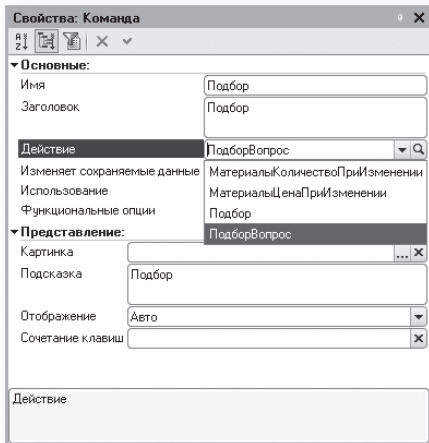 Свойства: Команда
Основные:
Имя Подбор
Заголовок Подбор
Действие ПодборВопрос
Изменяет сохраняемые данные МатериалыКоличествоПриИзменении
Использование МатериалыЦенаПриИзменении
Функциональные опции Подбор
ПодборВопрос
Представление:
Картинка ...
Подсказка Подбор
Отображение Авто
Сочетание клавиш
Действие